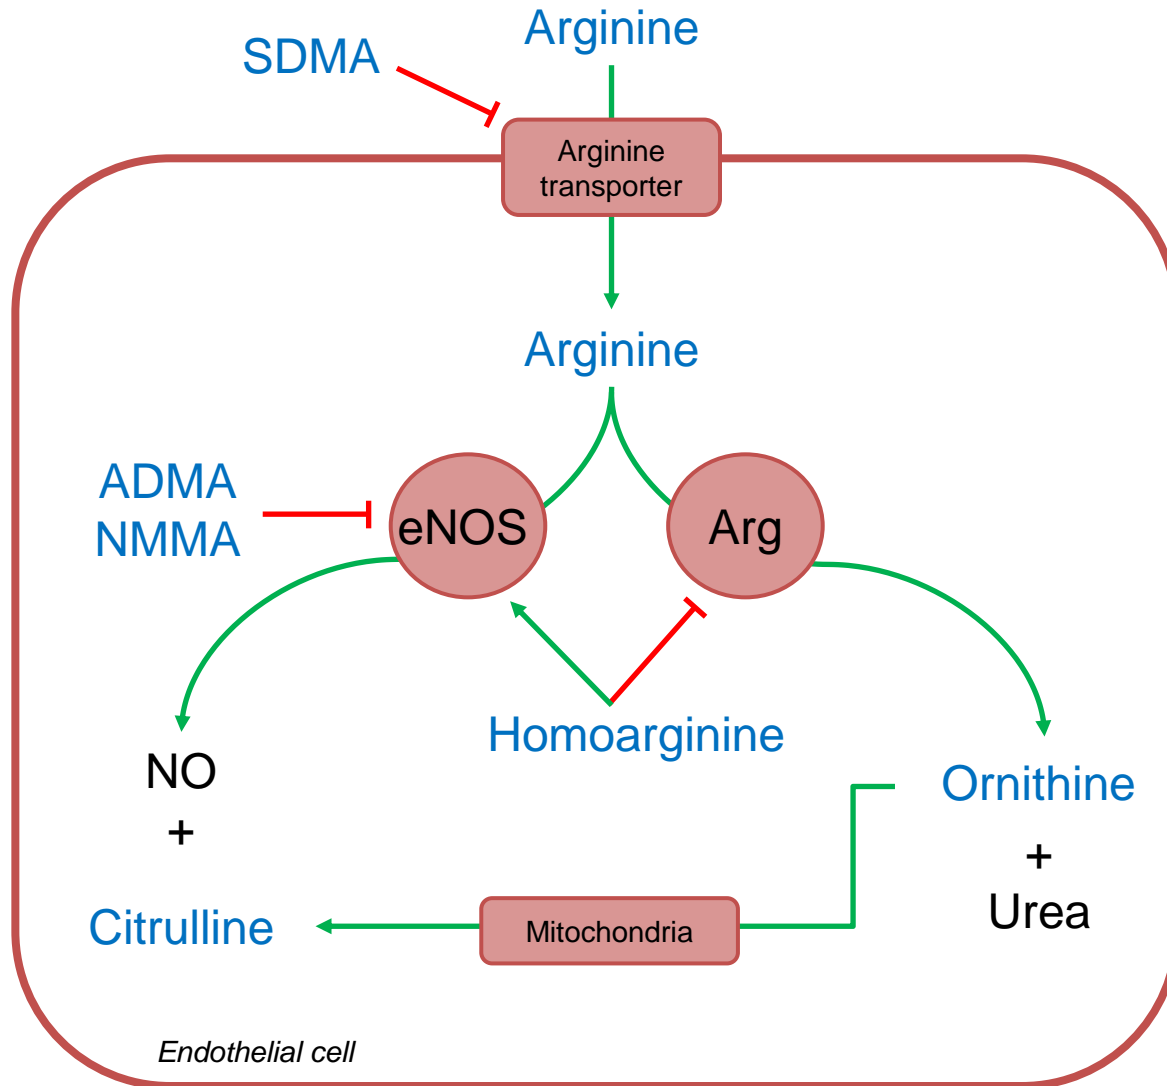 Arginine
SDMA
Arginine
transporter
Arginine
ADMA
NMMA
eNOS
Arg
Homoarginine
NO
+
Citrulline
Ornithine
+
Urea
Mitochondria
Endothelial cell